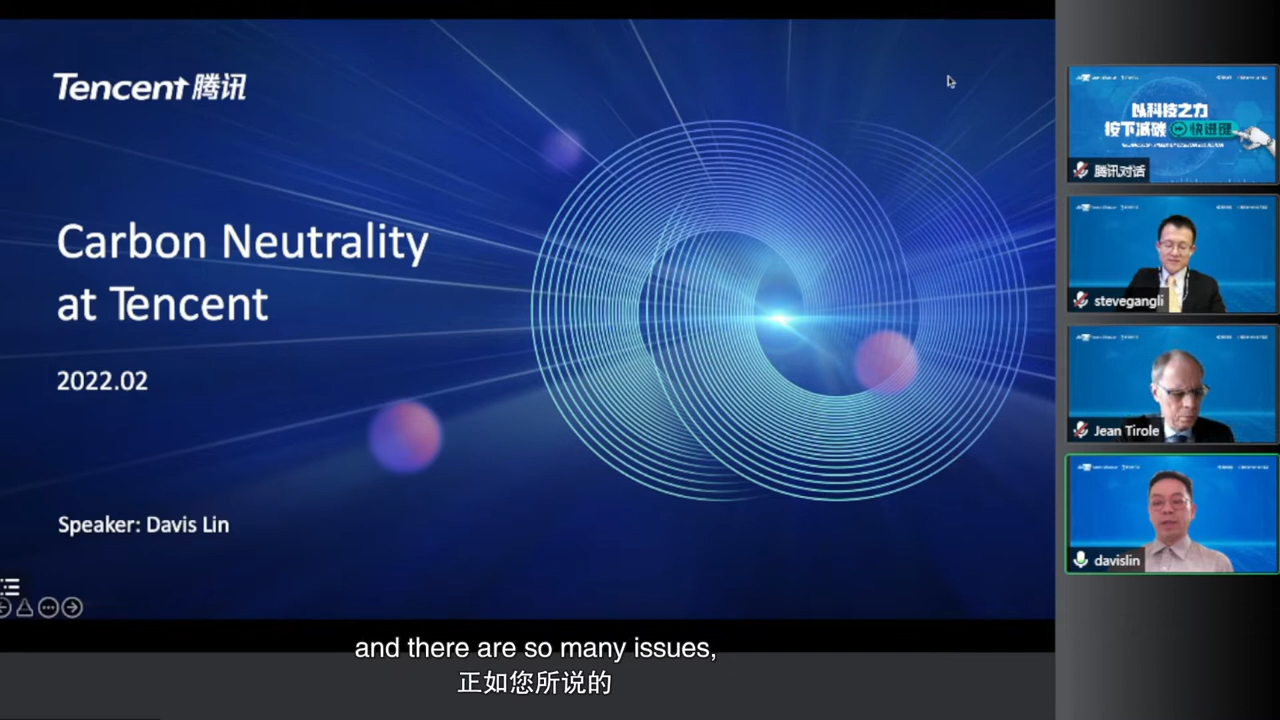 Tencent 腾讯
Carbon Neutrality
at Tencent
2022.02
Speaker: Davis Lin
以科技之力
按下减碳 快进键
腾讯对话
stevegangli
Jean Tirole
davislin
and there are so many issues,
正如您所说的